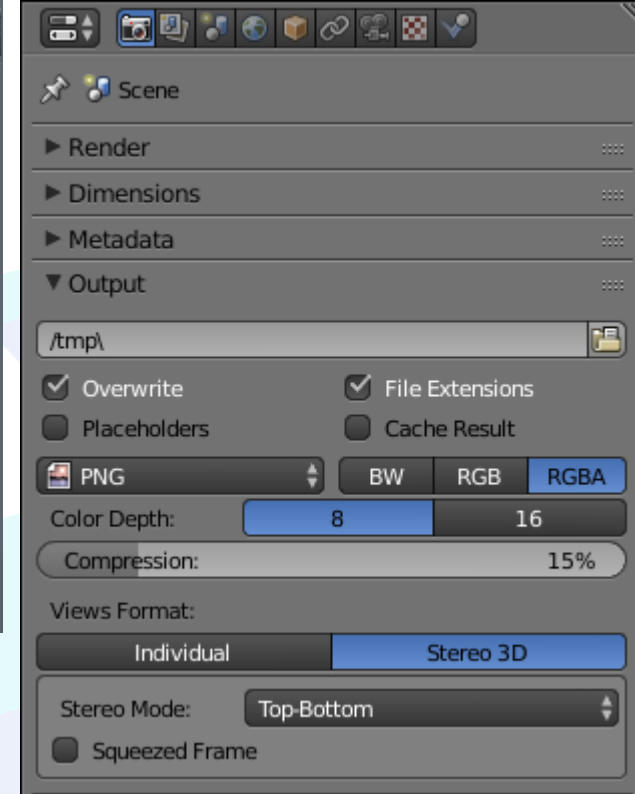 Scene
Render
Dimensions
Metadata
Output
/tmp\
Overwrite File Extensions
Placeholders Cache Result
PNG BW RGB RGBA
Color Depth: 8 16
Compression: 15%
Views Format:
Individual Stereo 3D
Stereo Mode: Top-Bottom
Squeezed Frame